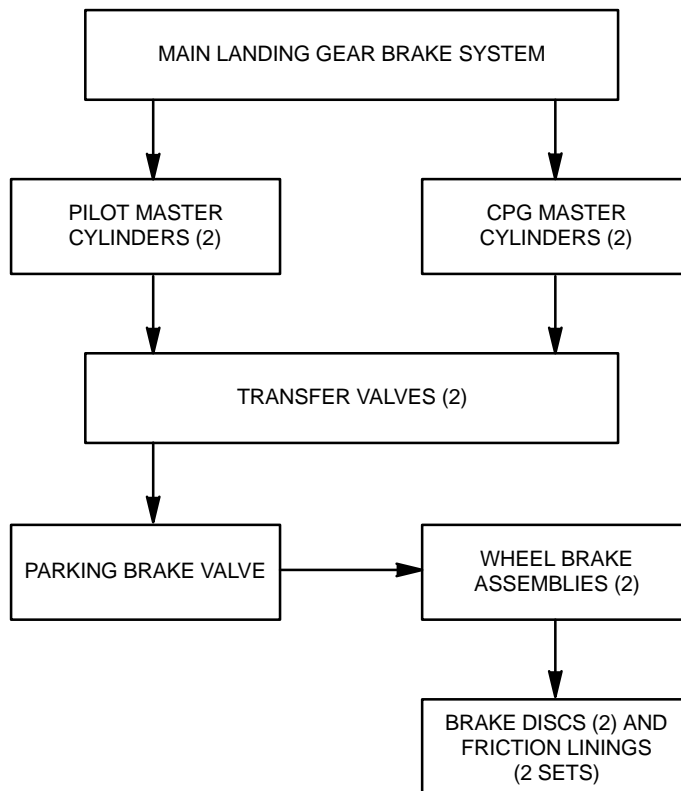 MAIN LANDING GEAR BRAKE SYSTEM
PILOT MASTER
CYLINDERS (2)
CPG MASTER
CYLINDERS (2)
TRANSFER VALVES (2)
PARKING BRAKE VALVE
WHEEL BRAKE
ASSEMBLIES (2)
BRAKE DISCS (2) AND
FRICTION LININGS
(2 SETS)